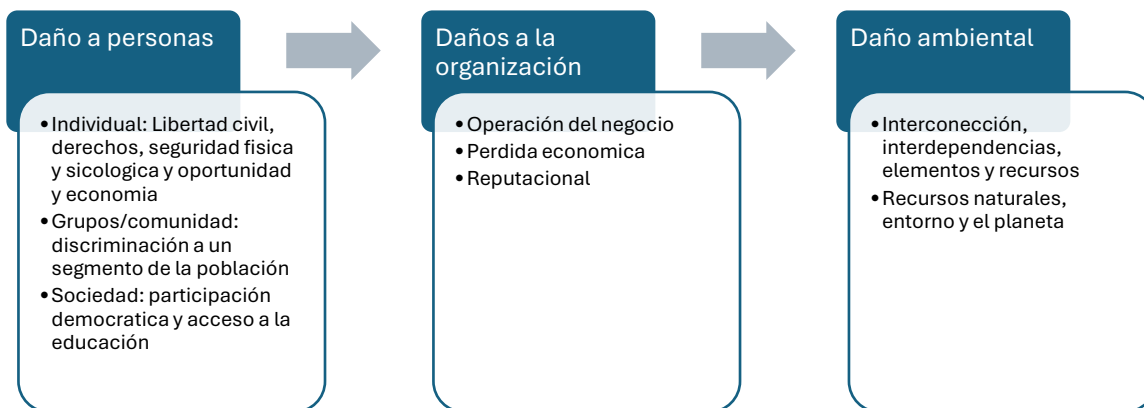 Daño a personas
•Individual: Libertad civil,
derechos, seguridad fisica
y sicologica y oportunidad
y economia
•Grupos/comunidad:
discriminación a un
segmento de la población
•Sociedad: participación
democratica y acceso a la
educación
Daños a la
organización
•Operación del negocio
•Perdida economica
•Reputacional
Daño ambiental
•Interconección,
interdependencias,
elementos y recursos
•Recursos naturales,
entorno y el planeta